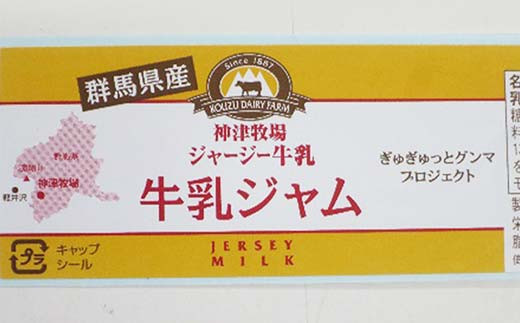 群馬県産
Since 1887
KOUZU DAIRY FARM
神津牧場
ジャージー牛乳
牛乳ジャム
JERSEY
MILK
ぎゅぎゅっとグンマ
プロジェクト
群馬県
神津牧場
軽井沢
プラ
キャップ
シール